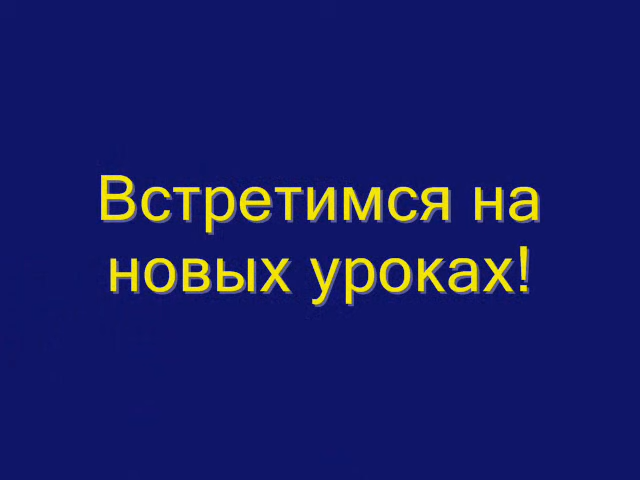 Встретимся на
новых уроках!